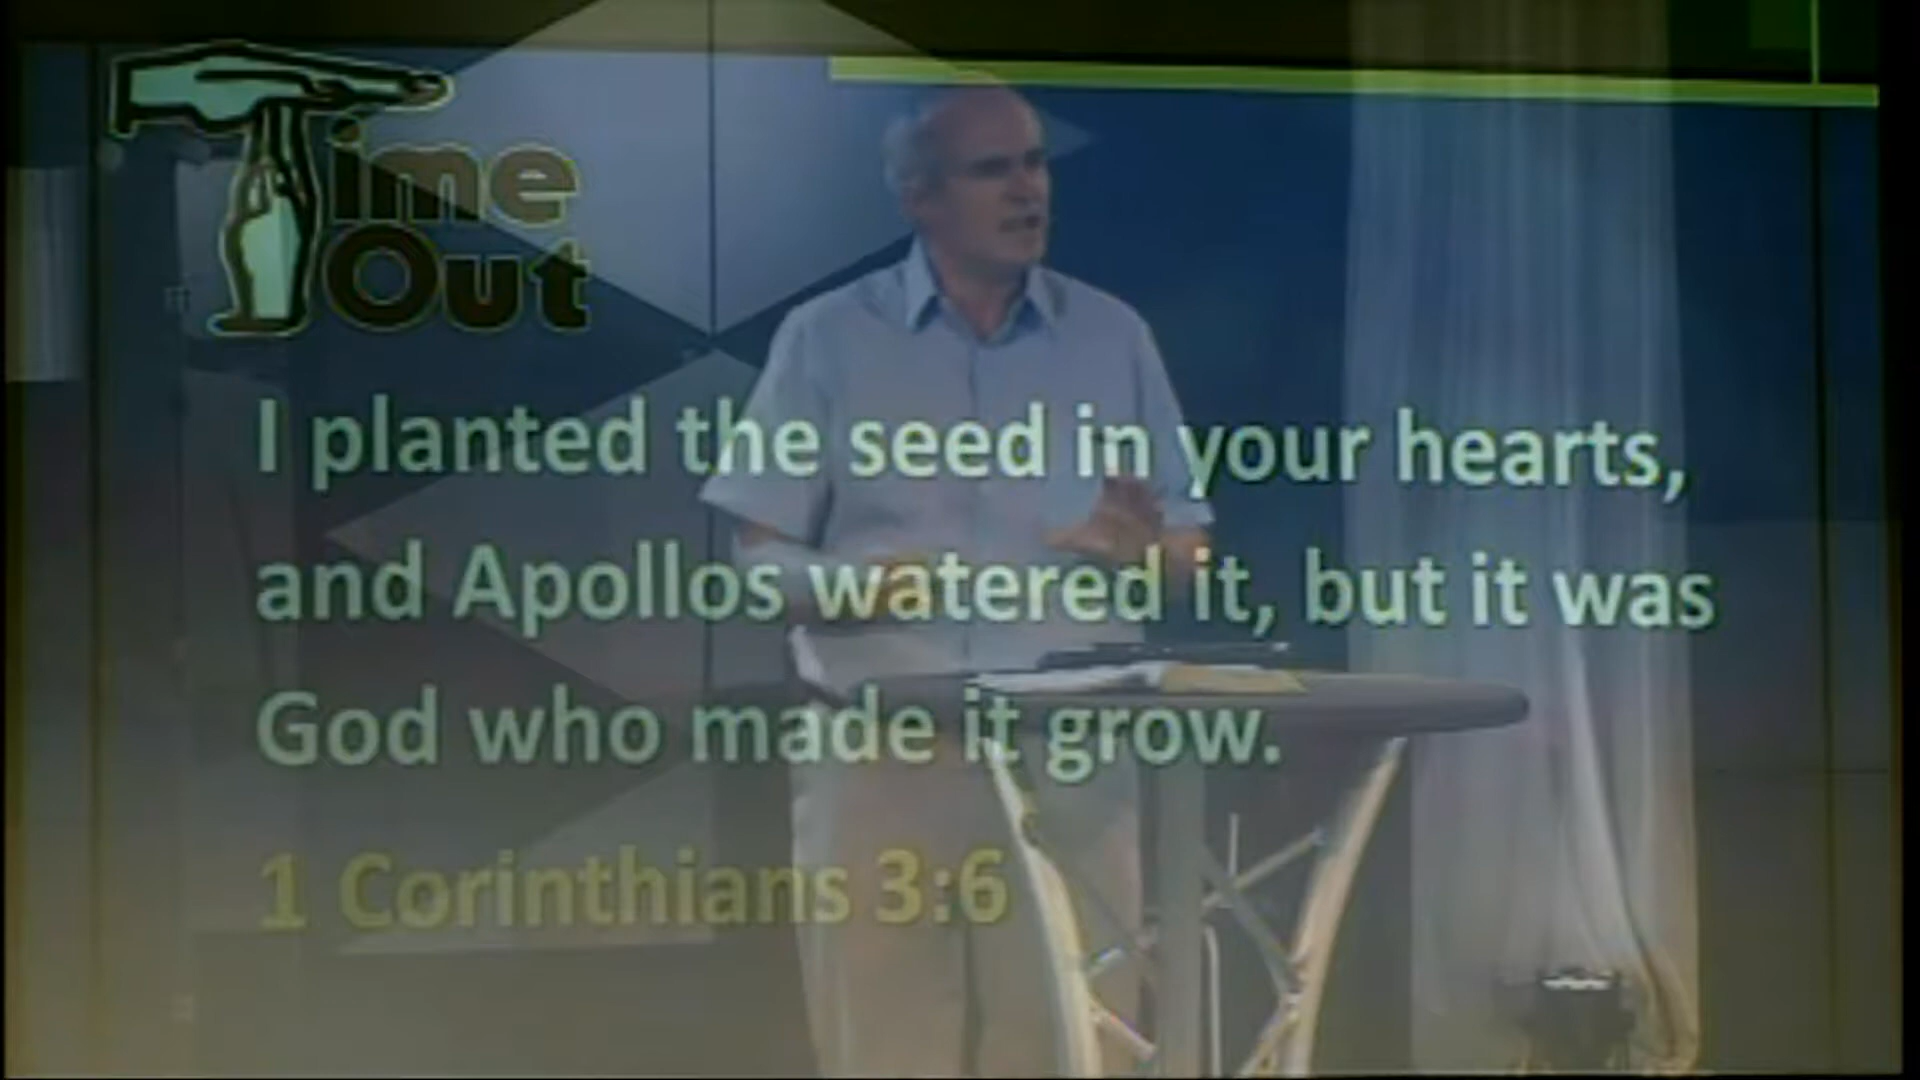 Time
Out
I planted the seed in your hearts,
and Apollos watered it, but it was
God who made it grow.
1 Corinthians 3:6